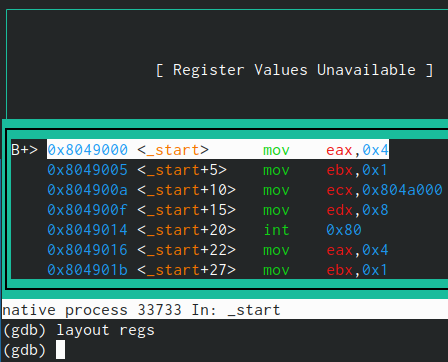 [ Register Values Unavailable ]
B+> 0x8049000 <_start> mov eax,0x4
0x8049005 <_start+5> mov ebx,0x1
0x804900a <_start+10> mov ecx,0x804a000
0x804900f <_start+15> mov edx,0x8
0x8049014 <_start+20> int 0x80
0x8049016 <_start+22> mov eax,0x4
0x804901b <_start+27> mov ebx,0x1
native process 33733 In: _start
(gdb) layout regs
(gdb)